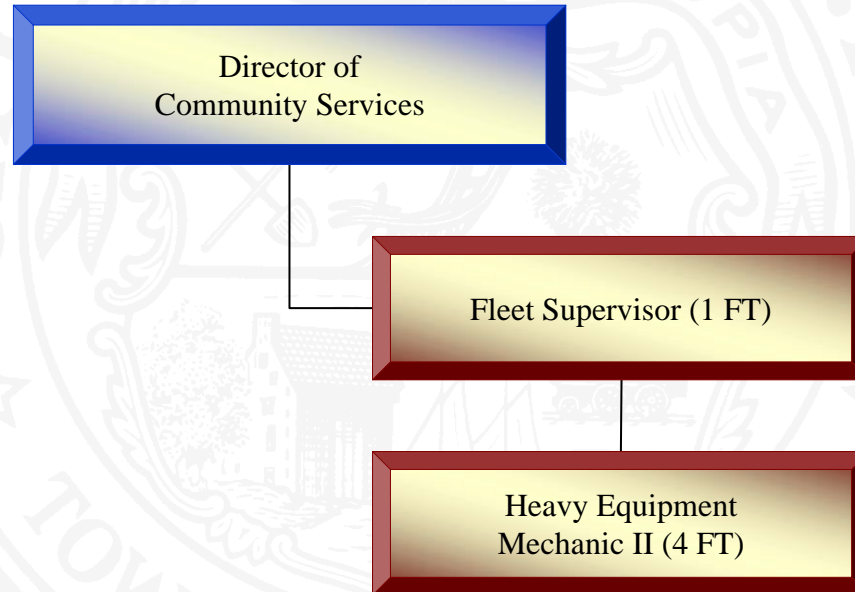 Director of
Community Services
Fleet Supervisor (1 FT)
Heavy Equipment
Mechanic II (4 FT)